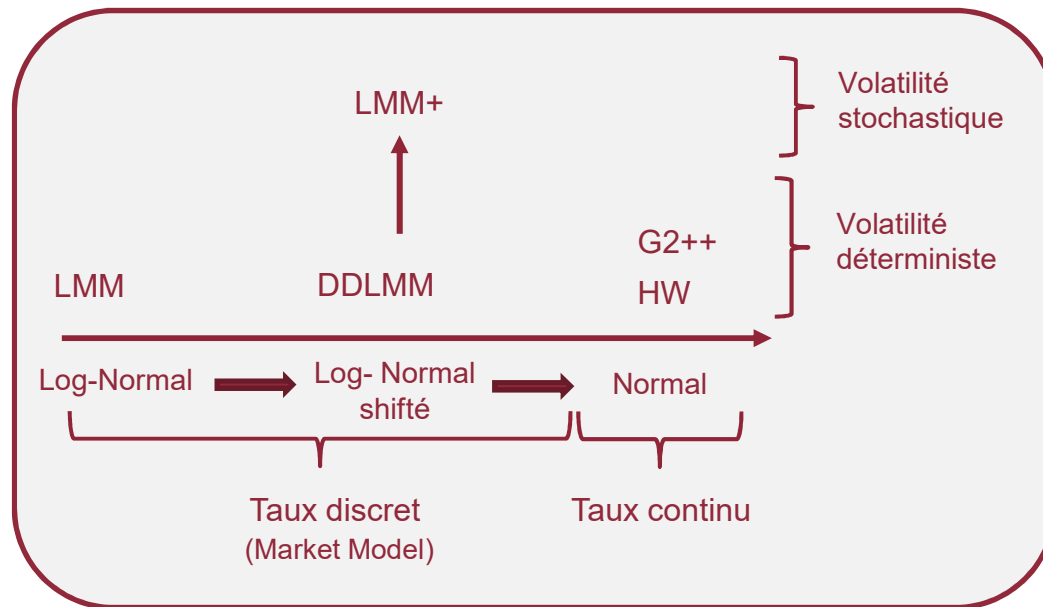 Volatilité
stochastique
LMM+
Volatilité
déterministe
G2++
LMM
DDLMM
HW
Log-Normal
Log- Normal
shifté
Normal
Taux discret
(Market Model)
Taux continu